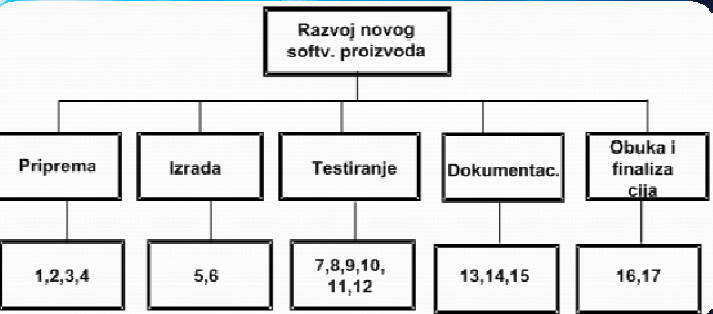 Razvoj novog
softv. proizvoda
Priprema
Izrada
Testiranje
Dokumentac.
Obuka i
finaliza
cija
1,2,3,4
5,6
7,8,9,10,
11,12
13,14,15
16,17